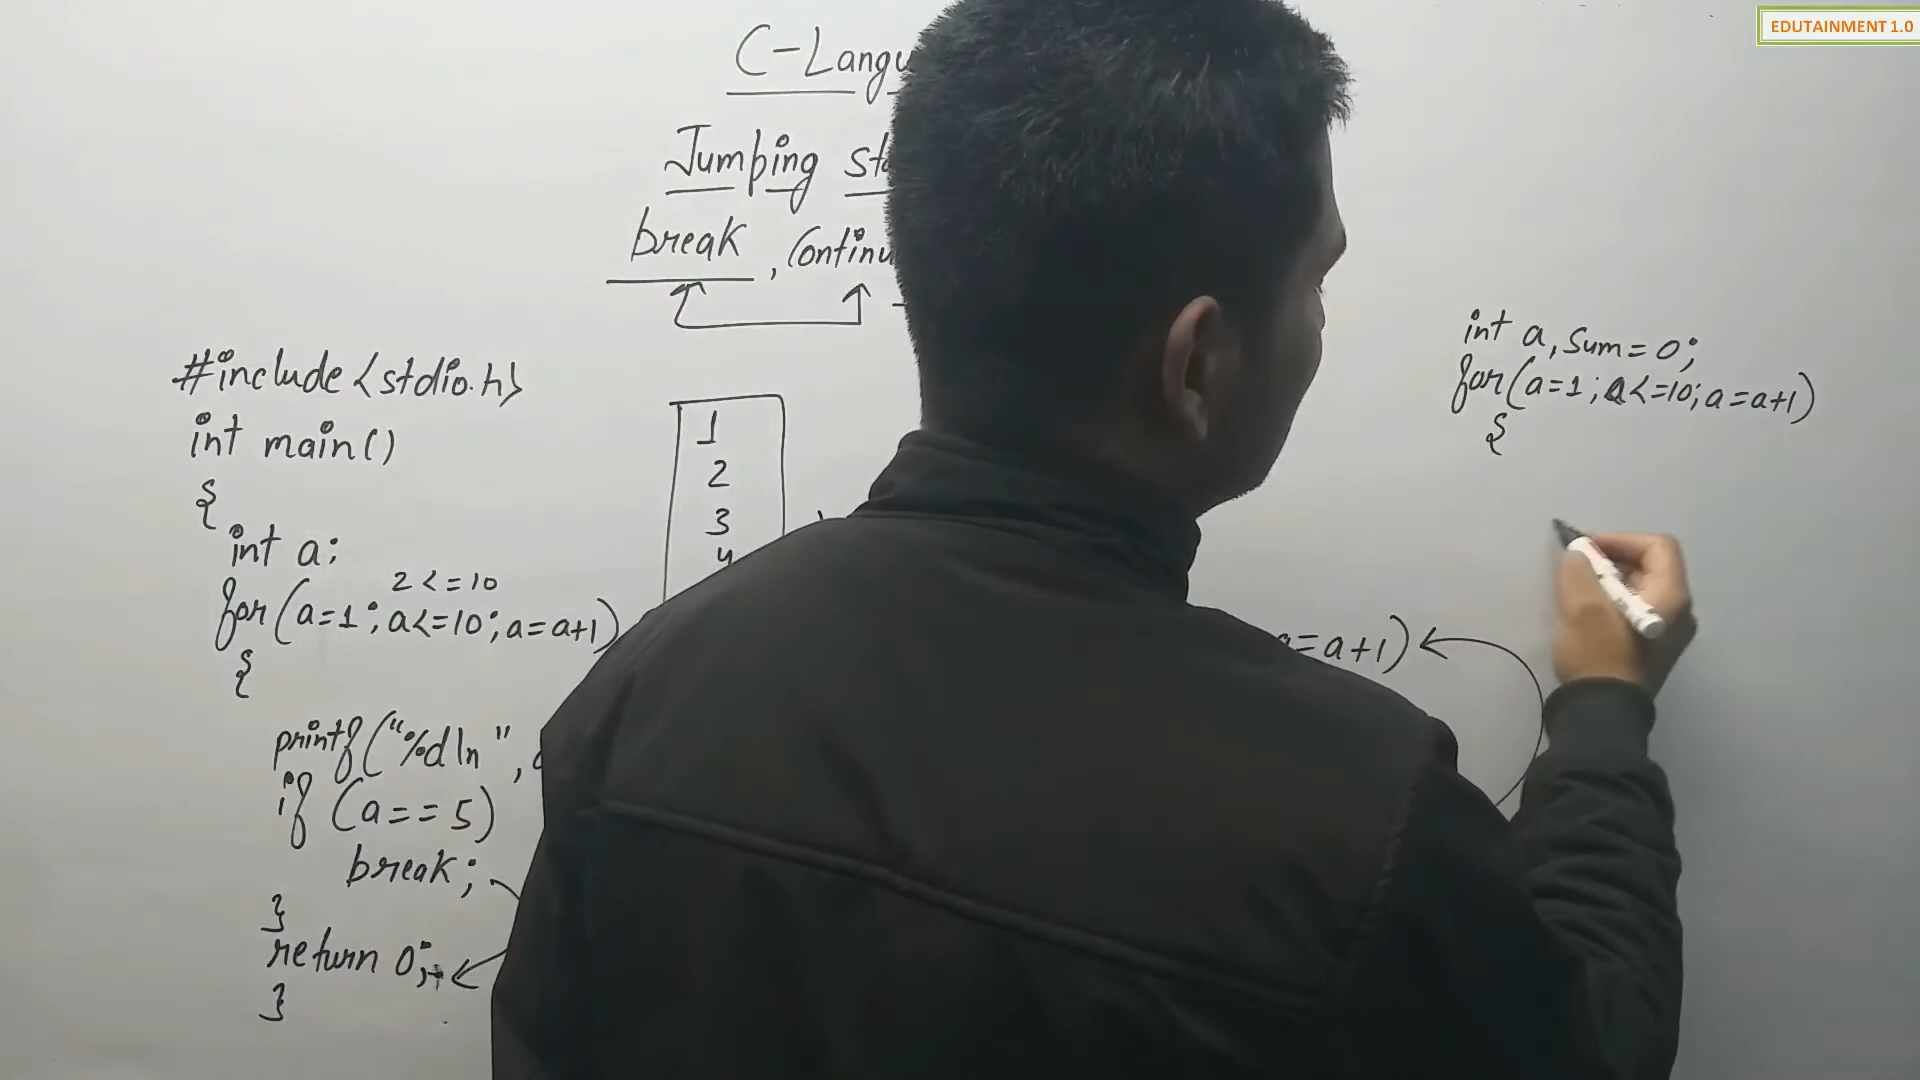 EDUTAINMENT 1.0
C-Langu
Jumping sta
break, Continu
#include <stdio.h>
int main()
{
int a;
2 <= 10
for(a=1; a<=10; a=a+1)
{
printf("%d\n",
if (a==5)
break;
}
return 0;
}
1
2
3
4
=a+1)
int a, Sum=0;
for(a=1; a<=10; a=a+1)
{